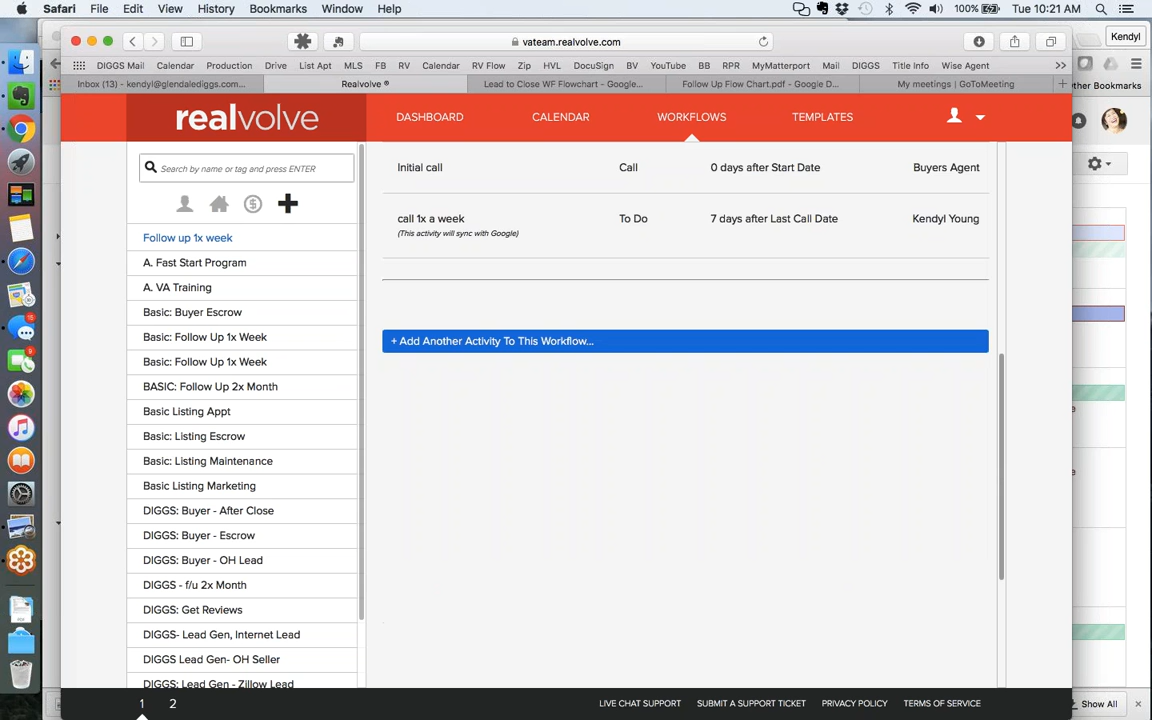 Safari File Edit View History Bookmarks Window Help 100% Tue 10:21 AM
vateam.realvolve.com
Kendyl
DIGGS Mail Calendar Production Drive List Apt MLS FB RV Calendar RV Flow Zip HVL DocuSign BV YouTube BB RPR MyMatterport Mail DIGGS Title Info Wise Agent >>
Inbox (13) - kendyl@glendalediggs.com... Realvolve ® Lead to Close WF Flowchart - Google... Follow Up Flow Chart.pdf - Google D... My meetings | GoToMeeting
ther Bookmarks
realvolve DASHBOARD CALENDAR WORKFLOWS TEMPLATES
Search by name or tag and press ENTER
Initial call Call 0 days after Start Date Buyers Agent
call 1x a week To Do 7 days after Last Call Date Kendyl Young
(This activity will sync with Google)
+ Add Another Activity To This Workflow...
Follow up 1x week
A. Fast Start Program
A. VA Training
Basic: Buyer Escrow
Basic: Follow Up 1x Week
Basic: Follow Up 1x Week
BASIC: Follow Up 2x Month
Basic Listing Appt
Basic: Listing Escrow
Basic: Listing Maintenance
Basic Listing Marketing
DIGGS: Buyer - After Close
DIGGS: Buyer - Escrow
DIGGS: Buyer - OH Lead
DIGGS - f/u 2x Month
DIGGS: Get Reviews
DIGGS- Lead Gen, Internet Lead
DIGGS Lead Gen- OH Seller
DIGGS: Lead Gen - Zillow Lead
1 2
LIVE CHAT SUPPORT SUBMIT A SUPPORT TICKET PRIVACY POLICY TERMS OF SERVICE
Show All